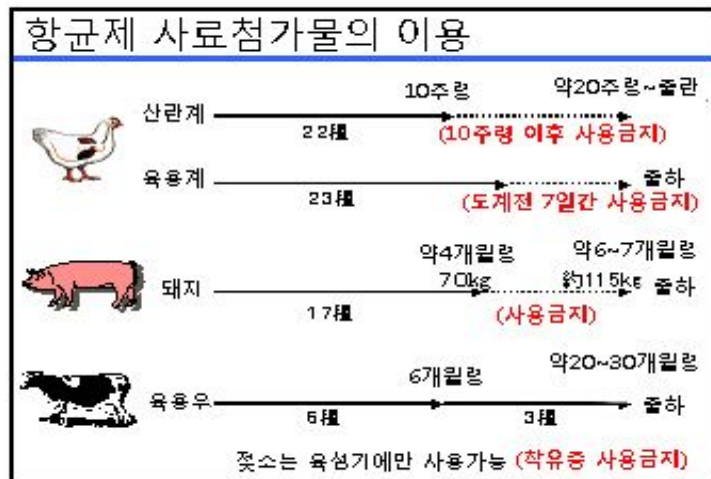 항균제 사료첨가물의 이용
10주령 약20주령~출란
산란계
22種 (10주령 이후 사용금지)
육용계 출하
23種 (도계전 7일간 사용금지)
약4개월령 약6~7개월령
돼지 70kg 約115kg 출하
17種 (사용금지)
6개월령 약20~30개월령
육용우 출하
6種 3種
젖소는 육성기에만 사용가능 (착유중 사용금지)